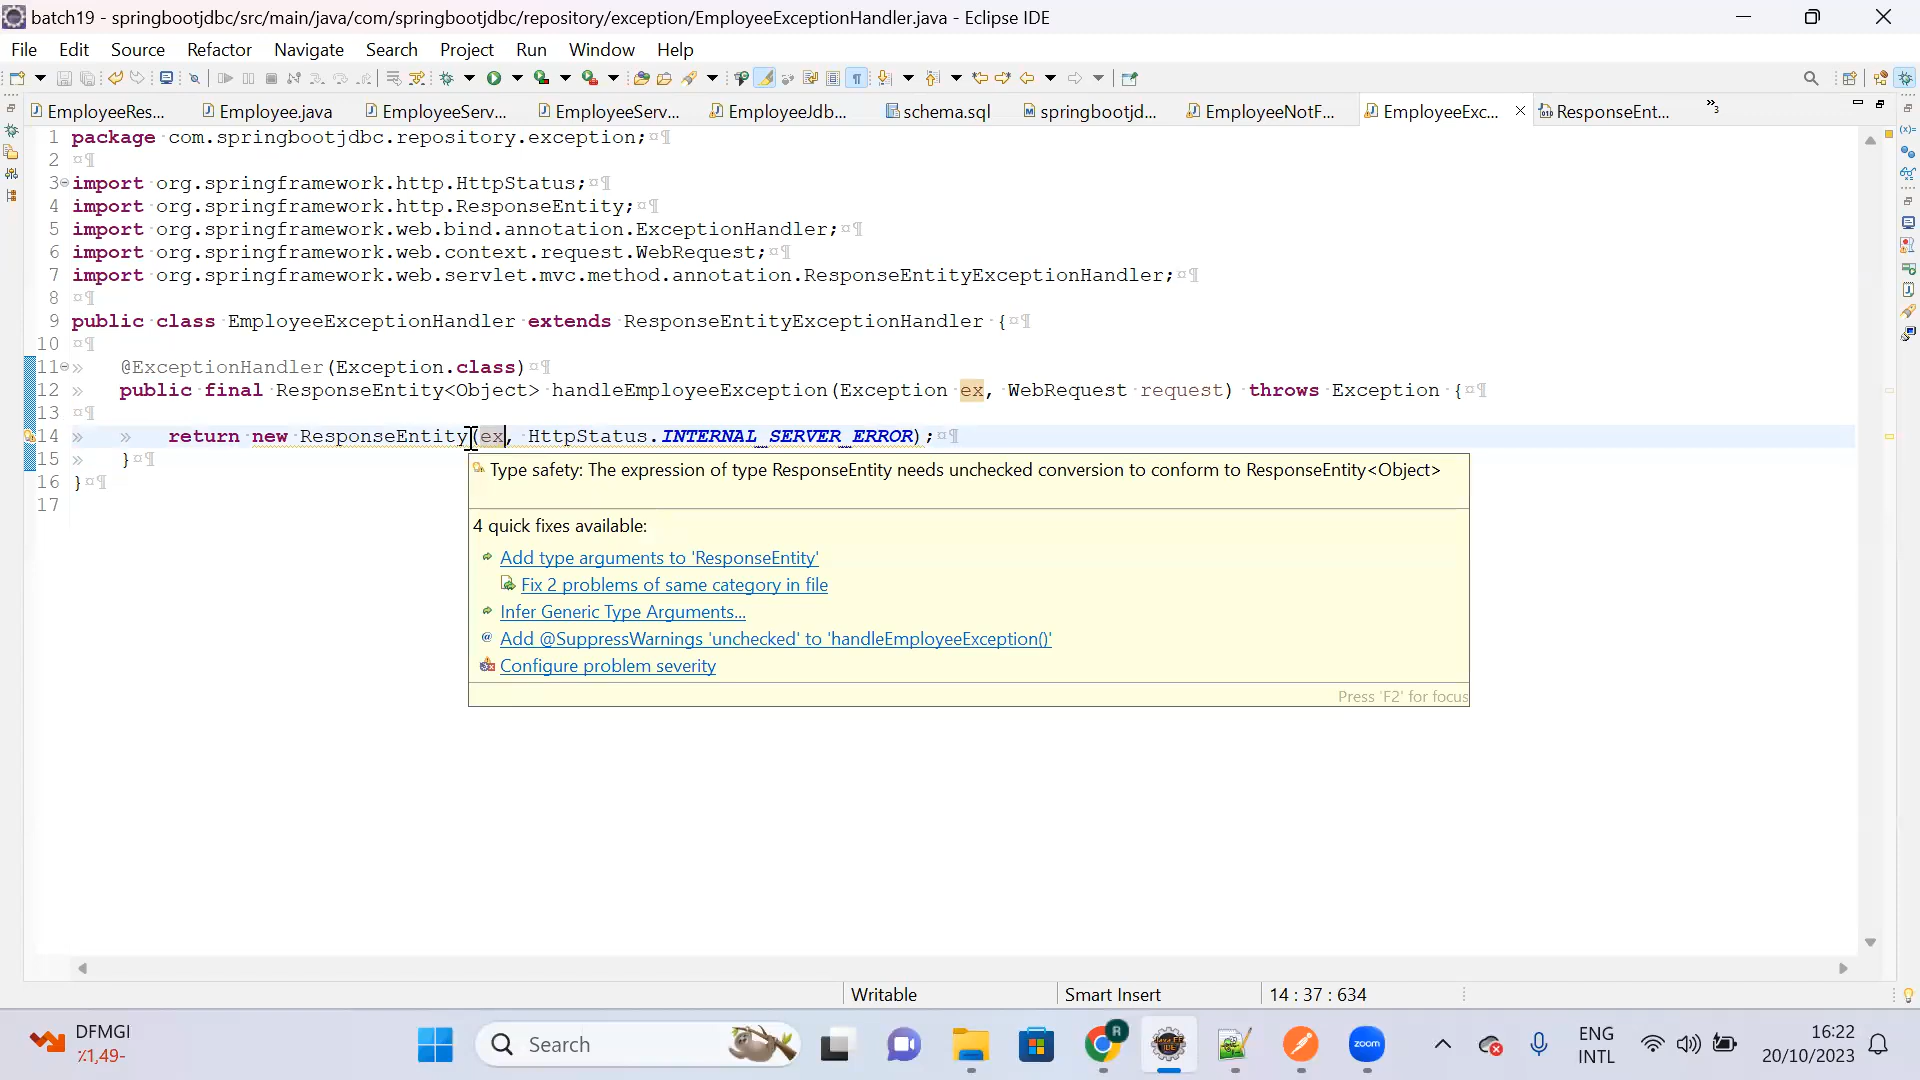 batch19 - springbootjdbc/src/main/java/com/springbootjdbc/repository/exception/EmployeeExceptionHandler.java - Eclipse IDE
File Edit Source Refactor Navigate Search Project Run Window Help
EmployeeRes... Employee.java EmployeeServ... EmployeeServ... EmployeeJdb... schema.sql springbootjd... EmployeeNotF... EmployeeExc... ResponseEnt... »3
1 package com.springbootjdbc.repository.exception;
2
3 import org.springframework.http.HttpStatus;
4 import org.springframework.http.ResponseEntity;
5 import org.springframework.web.bind.annotation.ExceptionHandler;
6 import org.springframework.web.context.request.WebRequest;
7 import org.springframework.web.servlet.mvc.method.annotation.ResponseEntityExceptionHandler;
8
9 public class EmployeeExceptionHandler extends ResponseEntityExceptionHandler {
10
11 @ExceptionHandler(Exception.class)
12 public final ResponseEntity<Object> handleEmployeeException(Exception ex, WebRequest request) throws Exception {
13
14 return new ResponseEntity(ex, HttpStatus.INTERNAL_SERVER_ERROR);
15 }
16 }
17
Type safety: The expression of type ResponseEntity needs unchecked conversion to conform to ResponseEntity<Object>
4 quick fixes available:
Add type arguments to 'ResponseEntity'
Fix 2 problems of same category in file
Infer Generic Type Arguments...
Add @SuppressWarnings 'unchecked' to 'handleEmployeeException()'
Configure problem severity
Press 'F2' for focus
Writable Smart Insert 14 : 37 : 634
DFMGI
₹1,49-
Search
R
zoom
ENG
INTL
16:22
20/10/2023